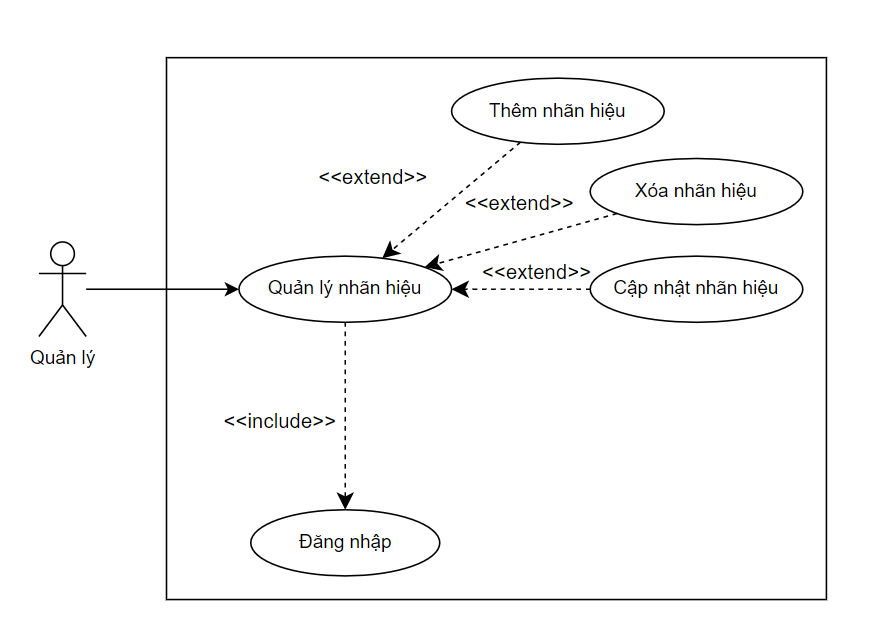 Thêm nhãn hiệu
<<extend>>
Xóa nhãn hiệu
<<extend>>
<<extend>>
Quản lý nhãn hiệu
Cập nhật nhãn hiệu
Quản lý
<<include>>
Đăng nhập